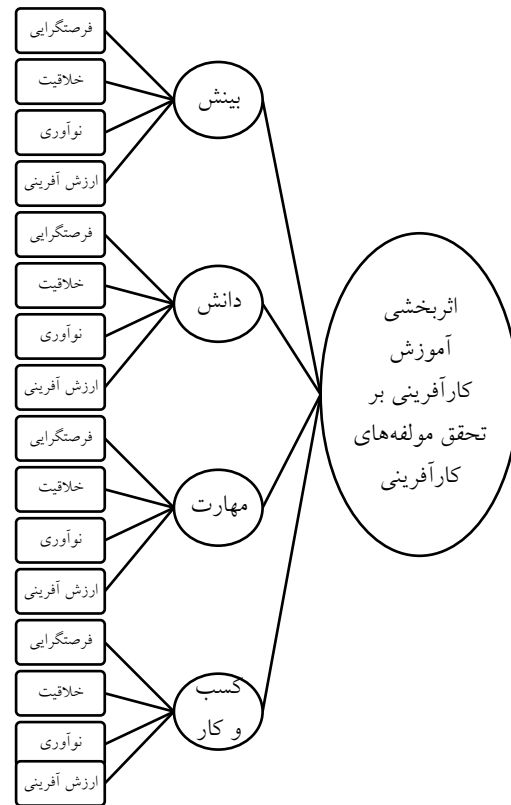 اثربخشی
آموزش
کارآفرینی بر
تحقق مولفه‌های
کارآفرینی
بینش
فرصتگرایی
خلاقیت
نوآوری
ارزش آفرینی
دانش
فرصتگرایی
خلاقیت
نوآوری
ارزش آفرینی
مهارت
فرصتگرایی
خلاقیت
نوآوری
ارزش آفرینی
کسب
و کار
فرصتگرایی
خلاقیت
نوآوری
ارزش آفرینی